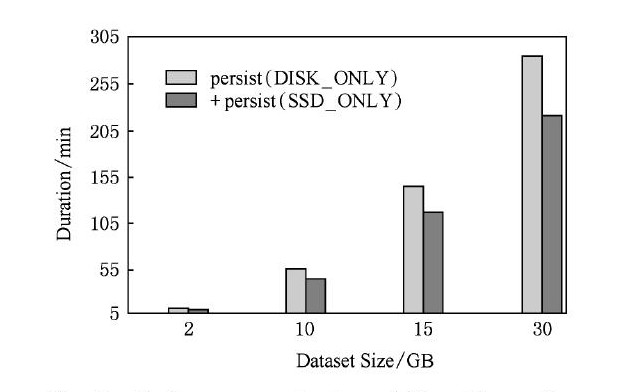 305
255
205
155
105
55
5
Duration/min
persist(DISK_ONLY)
+persist(SSD_ONLY)
2 10 15 30
Dataset Size/GB